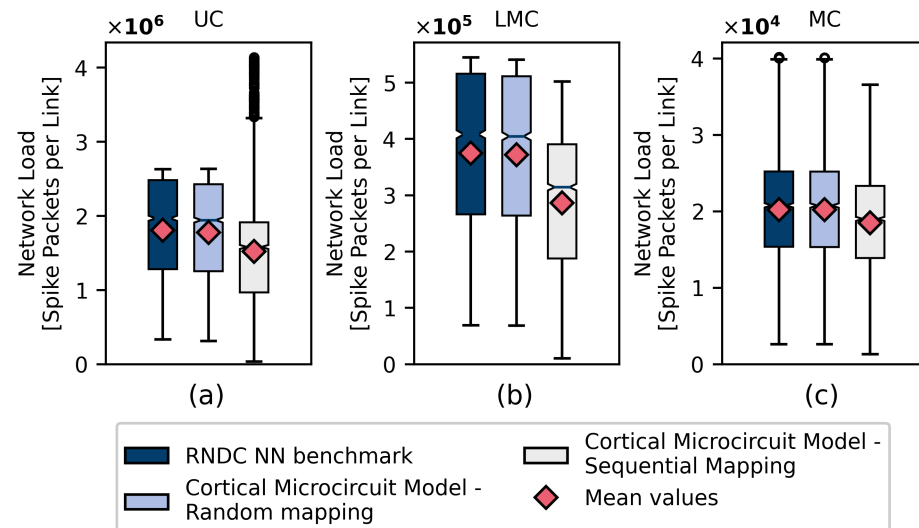 ×10⁶
UC
Network Load
[Spike Packets per Link]
4
3
2
1
0
(a)
×10⁵
LMC
Network Load
[Spike Packets per Link]
5
4
3
2
1
0
(b)
×10⁴
MC
Network Load
[Spike Packets per Link]
4
3
2
1
0
(c)
RNDC NN benchmark
Cortical Microcircuit Model -
Random mapping
Cortical Microcircuit Model -
Sequential Mapping
Mean values